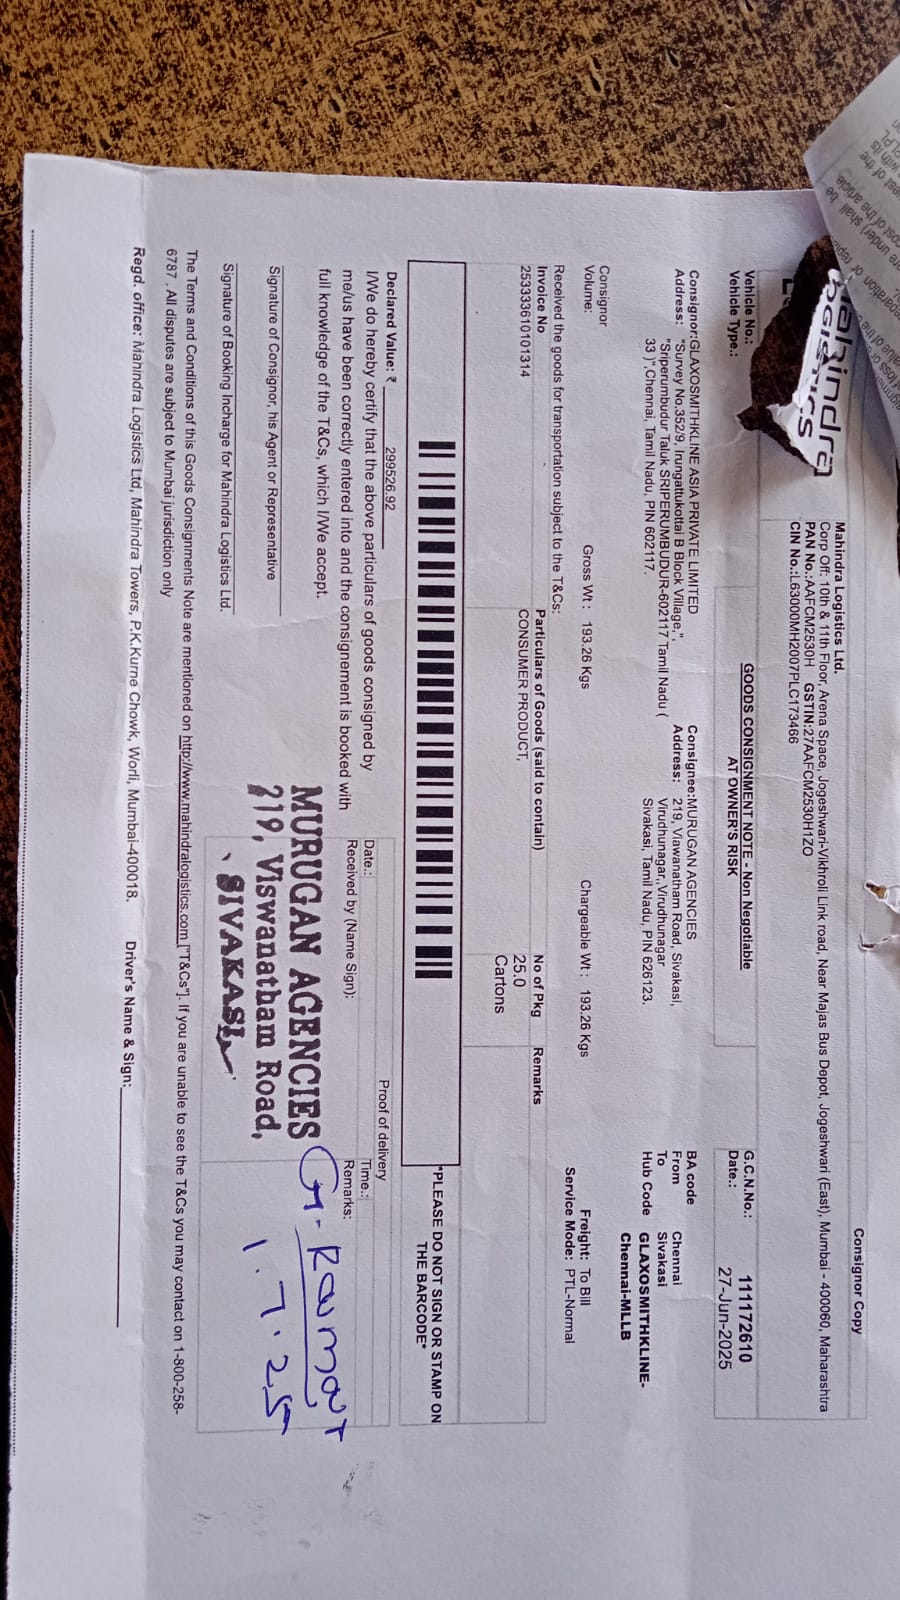 Consignor Copy
mahindra
LOGISTICS
Mahindra Logistics Ltd.
Corp Off: 10th & 11th Floor, Arena Space, Jogeshwari-Vikhroli Link road, Near Majas Bus Depot, Jogeshwari (East), Mumbai - 400060, Maharashtra
PAN No.:AAFCM2530H GSTIN:27AAFCM2530H1ZO
CIN No.:L63000MH2007PLC173466
Vehicle No.:
Vehicle Type.:
GOODS CONSIGNMENT NOTE - Non Negotiable
AT OWNER'S RISK
G.C.N.No.: 111172610
Date.: 27-Jun-2025
Consignor:GLAXOSMITHKLINE ASIA PRIVATE LIMITED
Address: "Survey No.352/9, Irungattukottai B Block Village,",
"Sriperumbudur Taluk SRIPERUMBUDUR-602117 Tamil Nadu (
33 )",Chennai, Tamil Nadu, PIN 602117.
Consignee:MURUGAN AGENCIES
Address: 219, Viawanatham Road, Sivakasi,
Virudhunagar,,Virudhunagar
Sivakasi, Tamil Nadu, PIN 626123.
BA code
From Chennai
To Sivakasi
Hub Code GLAXOSMITHKLINE-
Chennai-MLLB
Consignor
Volume:
Gross Wt : 193.26 Kgs
Chargeable Wt : 193.26 Kgs
Freight: To Bill
Service Mode: PTL-Normal
Received the goods for transportation subject to the T&Cs:
Invoice No Particulars of Goods (said to contain) No of Pkg Remarks
253333610101314 CONSUMER PRODUCT, 25.0
Cartons
*PLEASE DO NOT SIGN OR STAMP ON
THE BARCODE*
Declared Value: ₹ 299526.92
I/We do hereby certify that the above particulars of goods consigned by
me/us have been correctly entered into and the consignement is booked with
full knowledge of the T&Cs, which I/We accept.
Proof of delivery
Date.: Time.:
Received by (Name Sign): Remarks:
MURUGAN AGENCIES
219, Viswanatham Road,
SIVAKASI
1.7.25
Signature of Consignor, his Agent or Representative
Signature of Booking Incharge for Mahindra Logistics Ltd.
The Terms and Conditions of this Goods Consignments Note are mentioned on http://www.mahindralogistics.com ["T&Cs"]. If you are unable to see the T&Cs you may contact on 1-800-258-
6787 . All disputes are subject to Mumbai jurisdiction only
Regd. office: Mahindra Logistics Ltd, Mahindra Towers, P.K.Kurne Chowk, Worli, Mumbai-400018. Driver's Name & Sign: